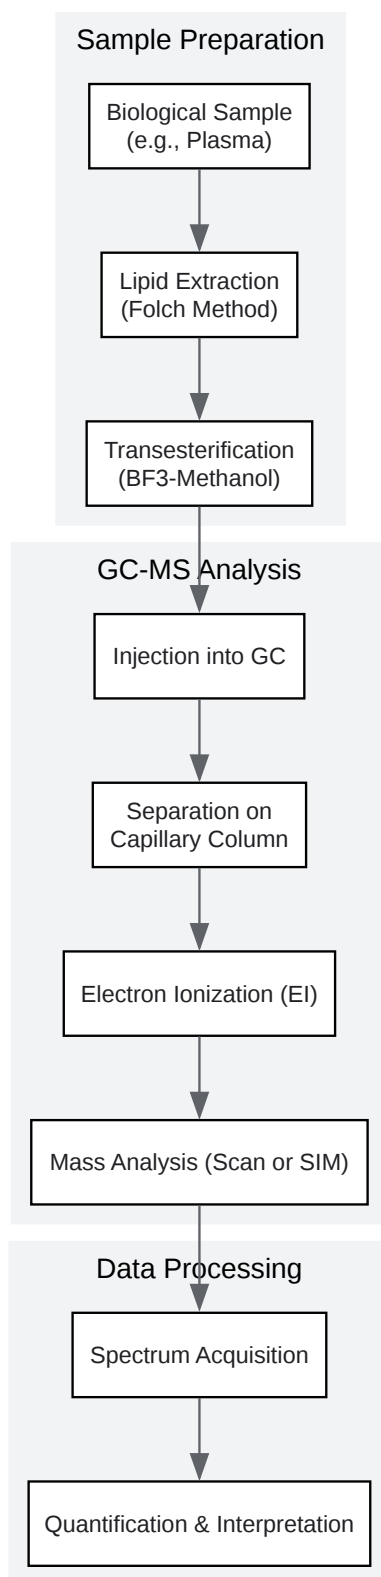 Sample Preparation
Biological Sample
(e.g., Plasma)
Lipid Extraction
(Folch Method)
Transesterification
(BF3-Methanol)
GC-MS Analysis
Injection into GC
Separation on
Capillary Column
Electron Ionization (EI)
Mass Analysis (Scan or SIM)
Data Processing
Spectrum Acquisition
Quantification & Interpretation